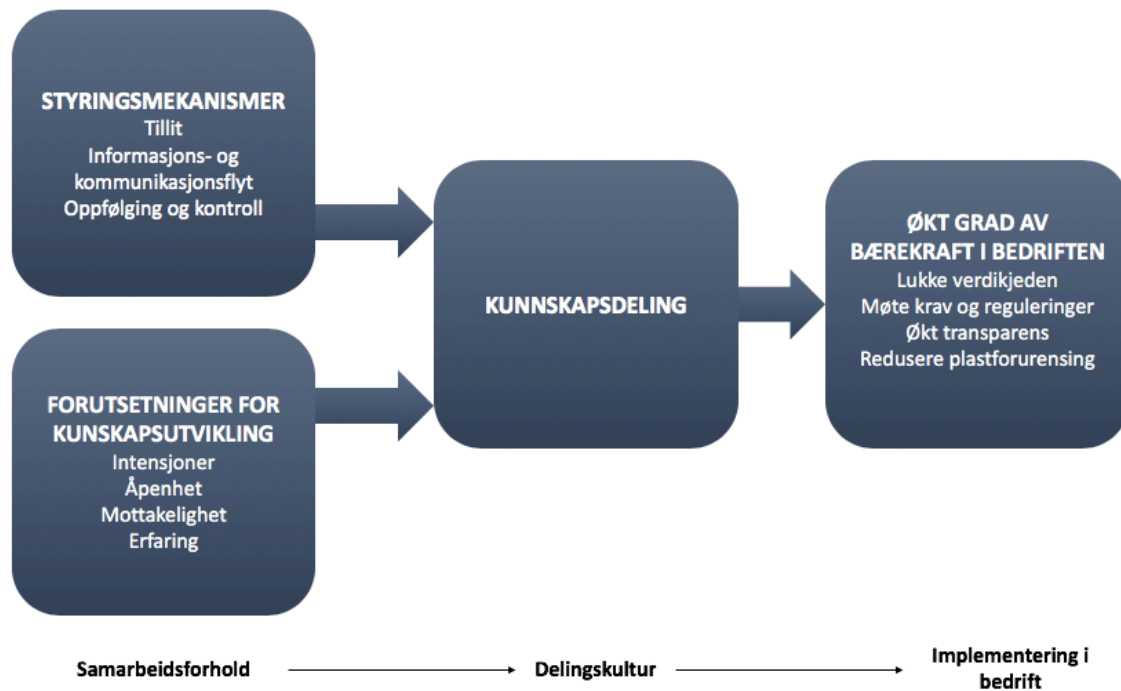 STYRINGSMEKANISMER
Tillit
Informasjons- og
kommunikasjonsflyt
Oppfølging og kontroll
FORUTSETNINGER FOR
KUNSKAPSUTVIKLING
Intensjoner
Åpenhet
Mottakelighet
Erfaring
KUNNSKAPSDELING
ØKT GRAD AV
BÆREKRAFT I BEDRIFTEN
Lukke verdikjeden
Møte krav og reguleringer
Økt transparens
Redusere plastforurensing
Samarbeidsforhold
Delingskultur
Implementering i
bedrift